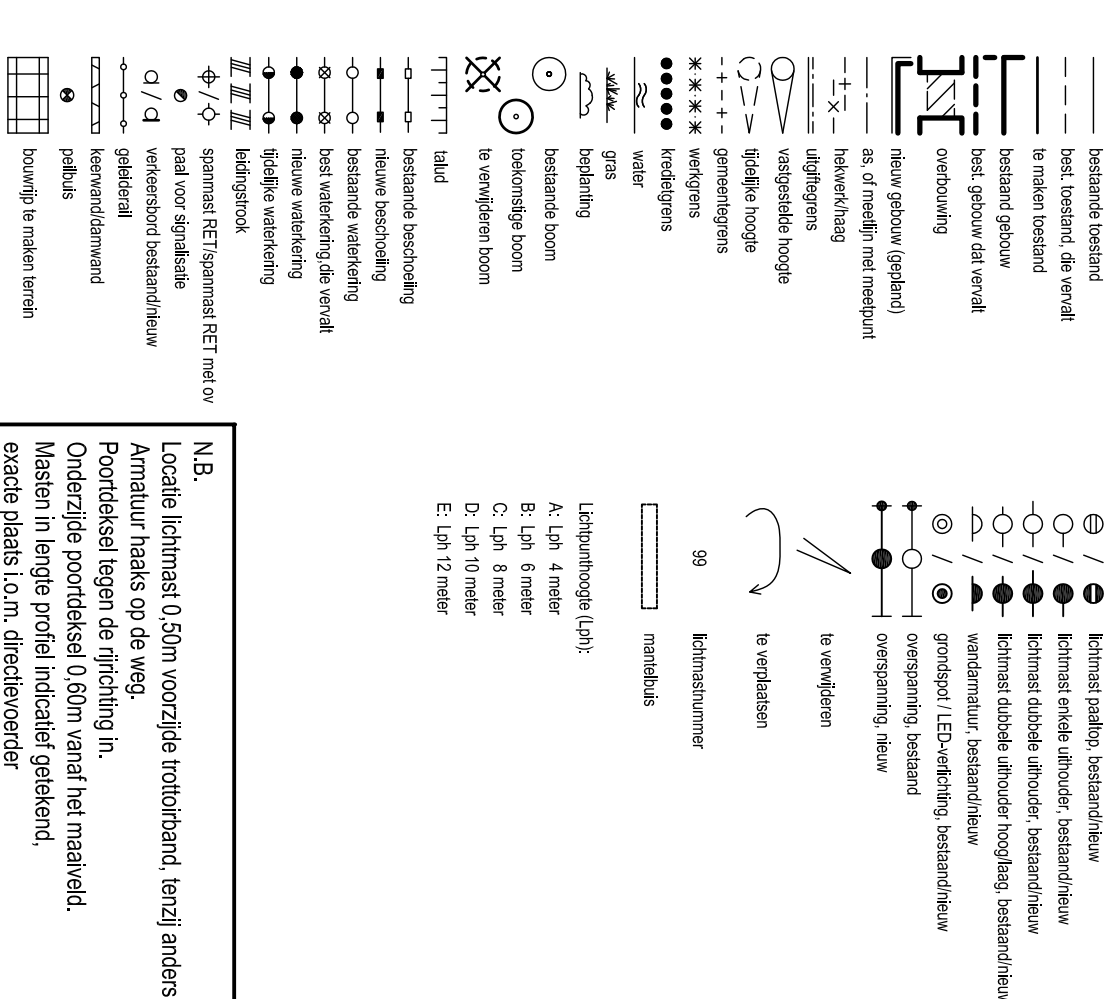 bestaande toestand
best. toestand, die vervalt
te maken toestand
bestaand gebouw
best. gebouw dat vervalt
overbouwing
nieuw gebouw (gepland)
as, of meetlijn met meetpunt
hekwerk/haag
uitgiftegrens
vastgestelde hoogte
tijdelijke hoogte
gemeentegrens
werkgrens
kredietgrens
water
gras
beplanting
bestaande boom
toekomstige boom
te verwijderen boom
talud
bestaande beschoeiing
nieuwe beschoeiing
bestaande waterkering
best waterkering,die vervalt
nieuwe waterkering
tijdelijke waterkering
leidingstrook
spanmast RET/spanmast RET met ov
paal voor signalisatie
verkeersbord bestaand/nieuw
geleiderail
keerwand/damwand
peilbuis
bouwrijp te maken terrein
lichtmast paaltop, bestaand/nieuw
lichtmast enkele uithouder, bestaand/nieuw
lichtmast dubbele uithouder, bestaand/nieuw
lichtmast dubbele uithouder hoog/laag, bestaand/nieuw
wandarmatuur, bestaand/nieuw
grondspot / LED-verlichting, bestaand/nieuw
overspanning, bestaand
overspanning, nieuw
te verwijderen
te verplaatsen
99 lichtmastnummer
mantelbuis
Lichtpunthoogte (Lph):
A: Lph 4 meter
B: Lph 6 meter
C: Lph 8 meter
D: Lph 10 meter
E: Lph 12 meter
N.B.
Locatie lichtmast 0,50m voorzijde trottoirband, tenzij anders
Armatuur haaks op de weg.
Poortdeksel tegen de rijrichting in.
Onderzijde poortdeksel 0,60m vanaf het maaiveld.
Masten in lengte profiel indicatief getekend,
exacte plaats i.o.m. directievoerder